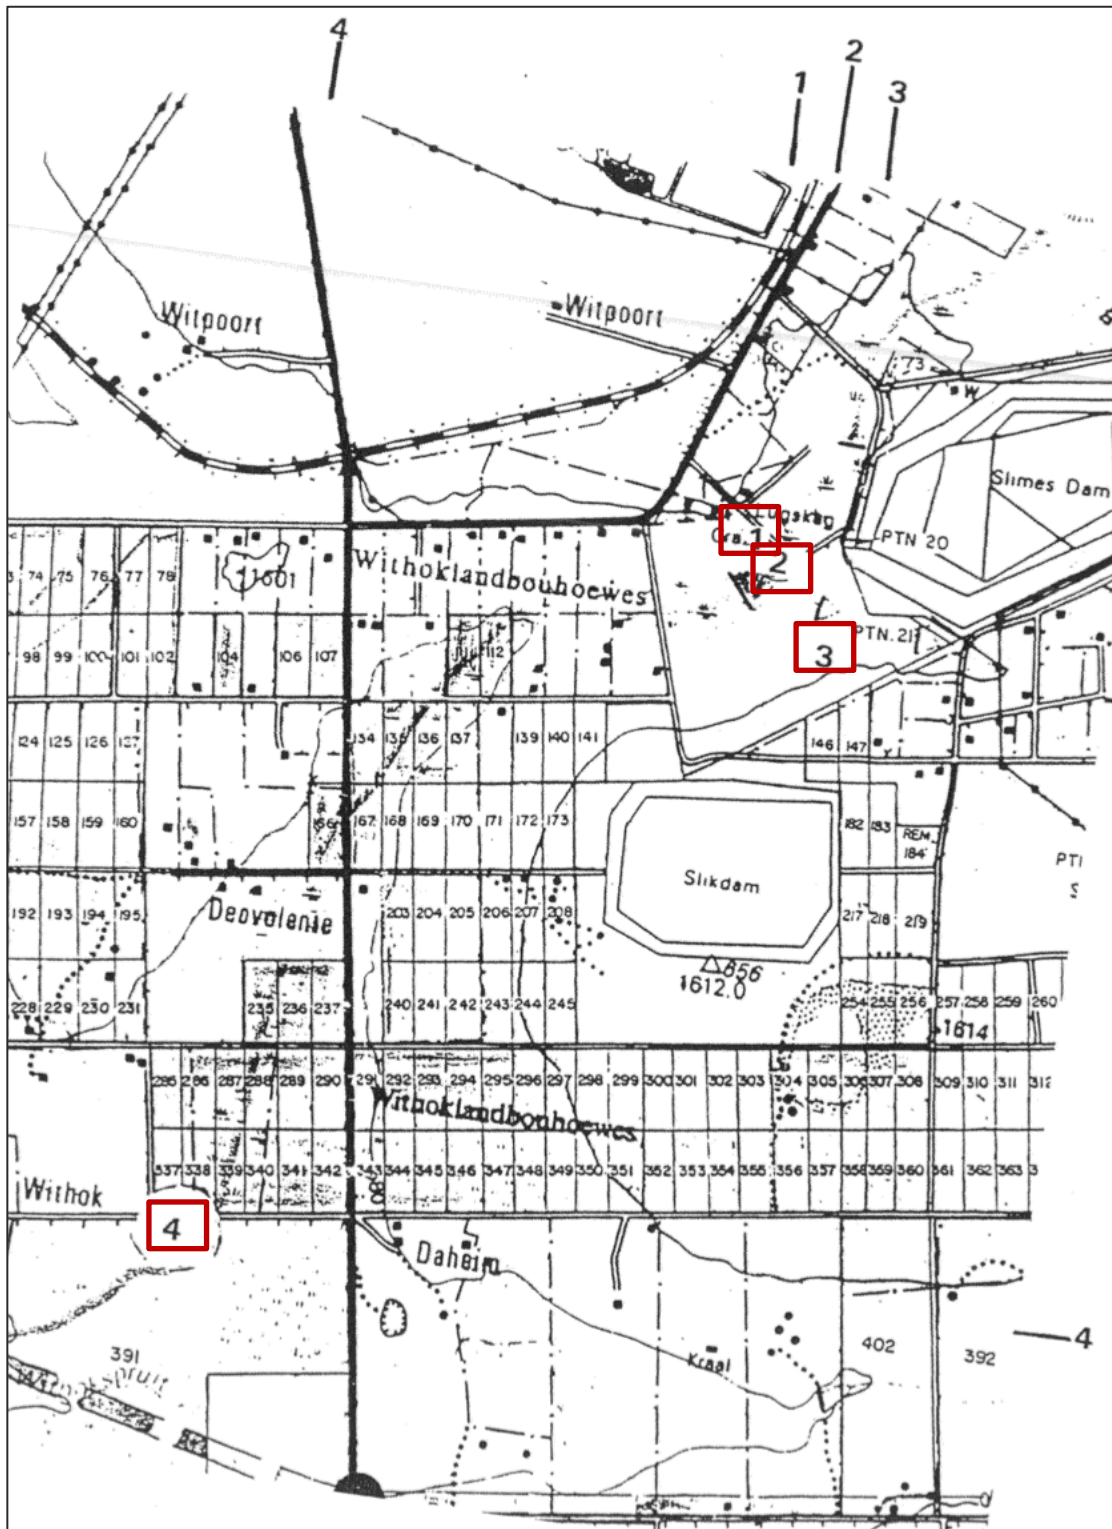 4
2
1
3
Witpoort
Witpoort
73
W
Slimes Dam
1
PTN 20
2
Withoklandbouhoewes
74 75 76 77 78
1601
PTN. 21
3
98 99 100 101 102 104 106 107 111 112
124 125 126 127 134 135 136 137 139 140 141
146 147
157 158 159 160 166 167 168 169 170 171 172 173
182 183
REM.
184
Slikdam
192 193 194 195
Deovolente
203 204 205 206 207 208
217 218 219
856
1612.0
228 229 230 231 235 236 237 240 241 242 243 244 245
254 255 256 257 258 259 260
1614
285 286 287 288 289 290 291 292 293 294 295 296 297 298 299 300 301 302 303 304 305 306 307 308 309 310 311 312
Withoklandbouhoewes
337 338 339 340 341 342 343 344 345 346 347 348 349 350 351 352 353 354 355 356 357 358 359 360 361 362 363
Withok
4
Daheim
391
Kraal
402
392
4